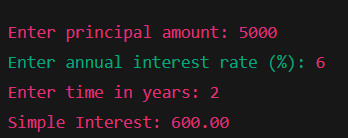 Enter principal amount: 5000
Enter annual interest rate (%): 6
Enter time in years: 2
Simple Interest: 600.00